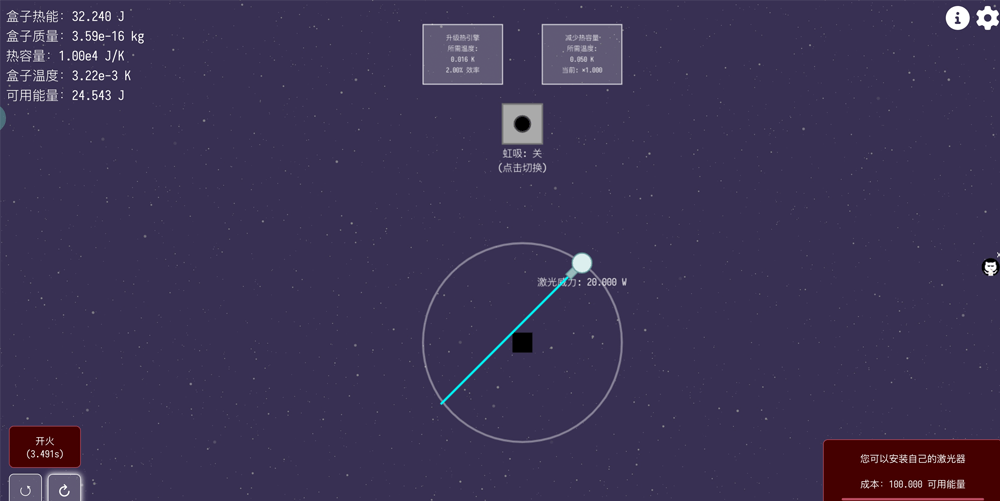 盒子热能: 32.240 J
盒子质量: 3.59e-16 kg
热容量: 1.00e4 J/K
盒子温度: 3.22e-3 K
可用能量: 24.543 J
升级热引擎
所需温度:
0.016 K
2.00% 效率
减少热容量
所需温度:
0.050 K
当前: ×1.000
虹吸: 关
(点击切换)
激光威力: 20.000 W
开火
(3.491s)
您可以安装自己的激光器
成本: 100.000 可用能量